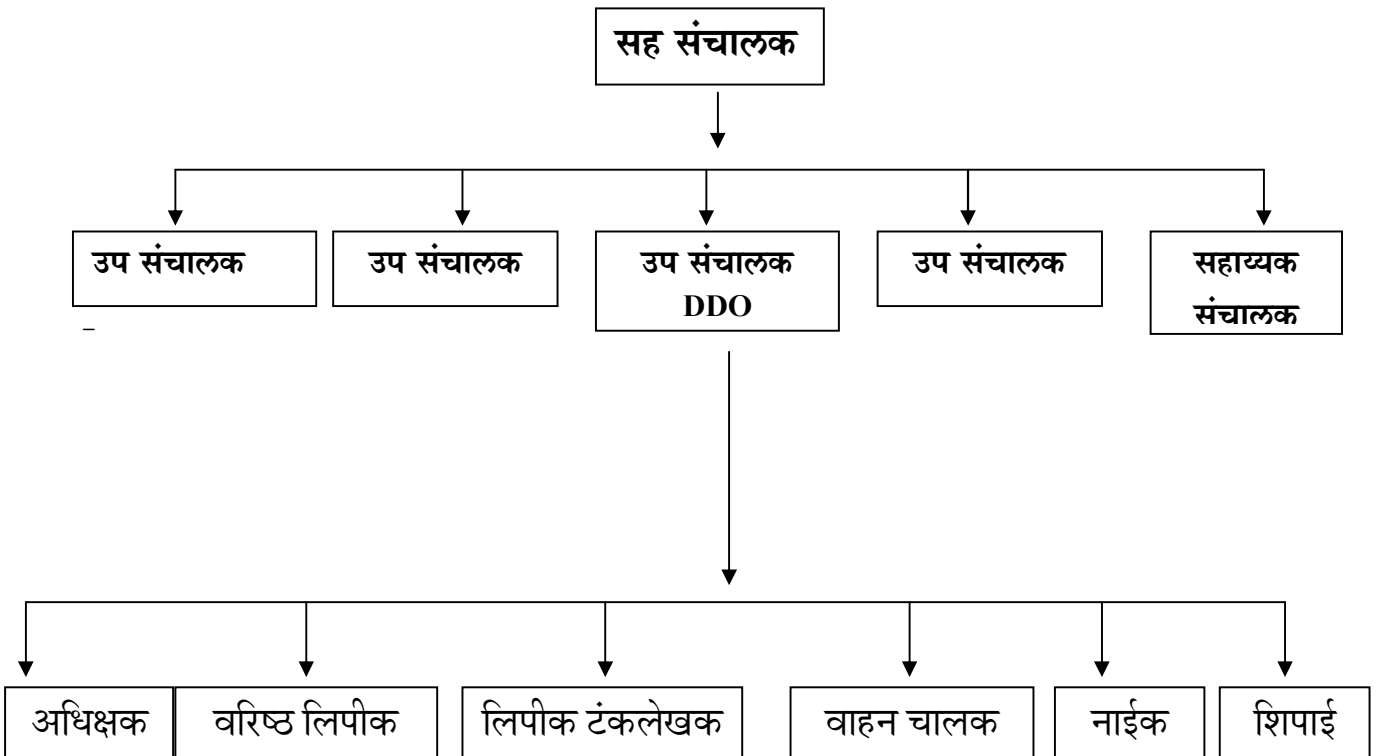 सह संचालक
उप संचालक
उप संचालक
उप संचालक
DDO
उप संचालक
सहाय्यक
संचालक
अधिक्षक
वरिष्ठ लिपीक
लिपीक टंकलेखक
वाहन चालक
नाईक
शिपाई